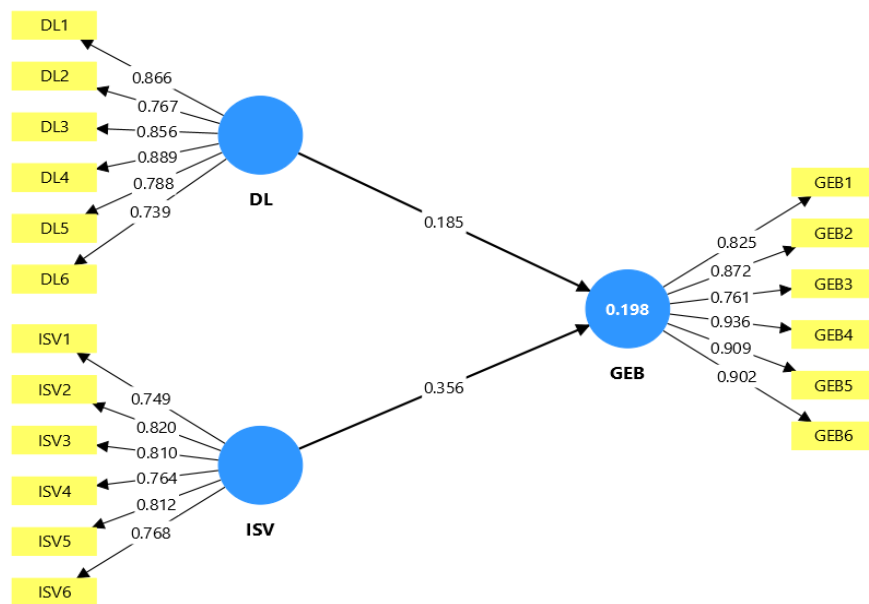 DL1
DL2
DL3
DL4
DL5
DL6
0.866
0.767
0.856
0.889
0.788
0.739
DL
0.185
ISV1
ISV2
ISV3
ISV4
ISV5
ISV6
0.749
0.820
0.810
0.764
0.812
0.768
ISV
0.356
0.198
GEB
0.825
0.872
0.761
0.936
0.909
0.902
GEB1
GEB2
GEB3
GEB4
GEB5
GEB6